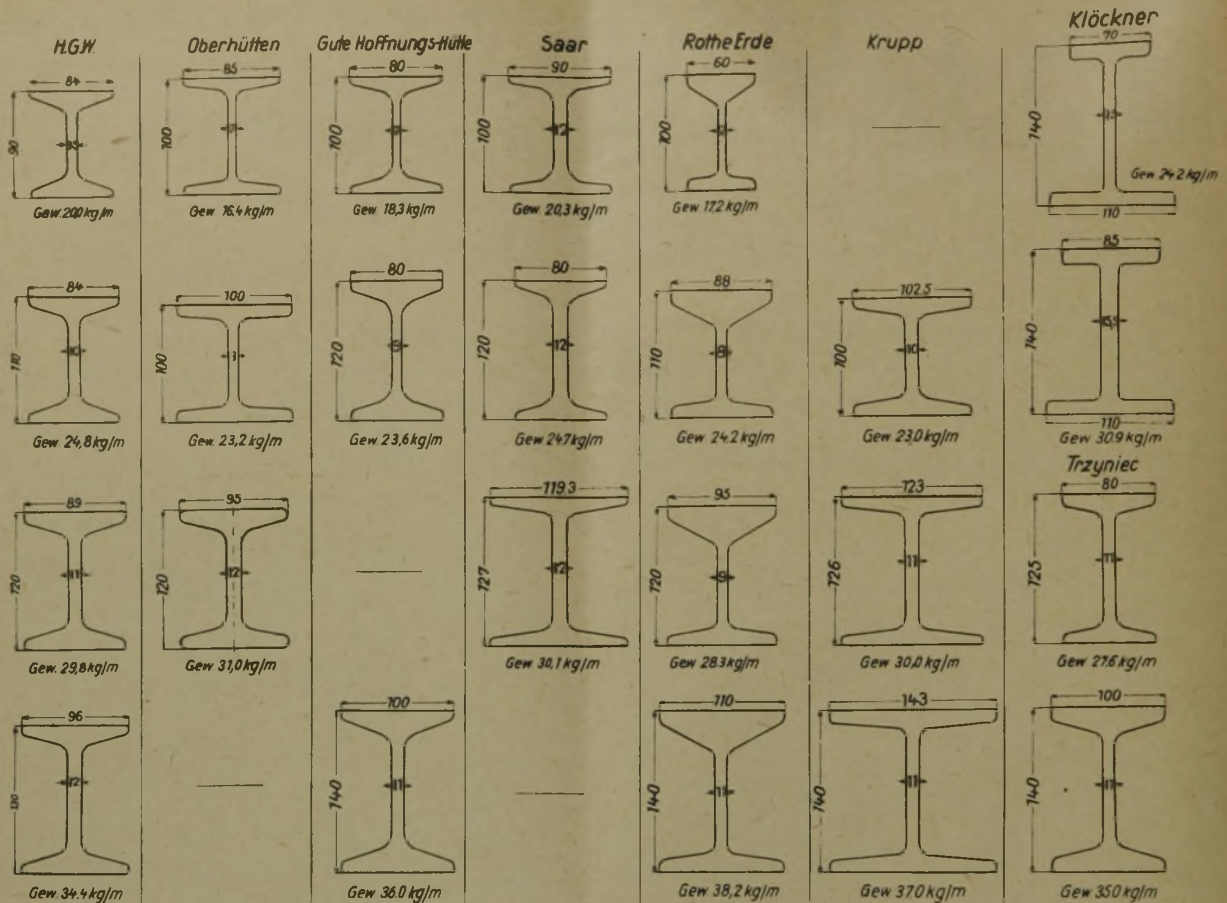 H.G.W.
84
90
Gew. 20,0 kg/m
84
110
10
Gew. 24,8 kg/m
89
120
11
Gew. 29,8 kg/m
96
130
12
Gew. 34.4 kg/m
Oberhütten
85
100
Gew 16.4 kg/m
100
100
Gew. 23,2 kg/m
95
120
12
Gew 31,0 kg/m
Gute Hoffnungs-Hütte
80
100
Gew 18,3 kg/m
80
120
9
Gew. 23,6 kg/m
100
140
11
Gew. 36.0 kg/m
Saar
90
100
12
Gew 20,3 kg/m
80
120
12
Gew 24.7 kg/m
119.3
127
12
Gew 30,1 kg/m
Rothe Erde
60
100
Gew 17.2 kg/m
88
110
9
Gew. 24.2 kg/m
95
120
9
Gew 28.3 kg/m
110
140
11
Gew 38,2 kg/m
Krupp
102.5
100
10
Gew 23.0 kg/m
123
126
11
Gew 30,0 kg/m
143
140
11
Gew 37.0 kg/m
Klöckner
70
140
Gew. 24.2 kg/m
110
85
140
110
Gew 30.9 kg/m
Trzyniec
80
125
11
Gew 27.6 kg/m
100
140
11
Gew 35.0 kg/m